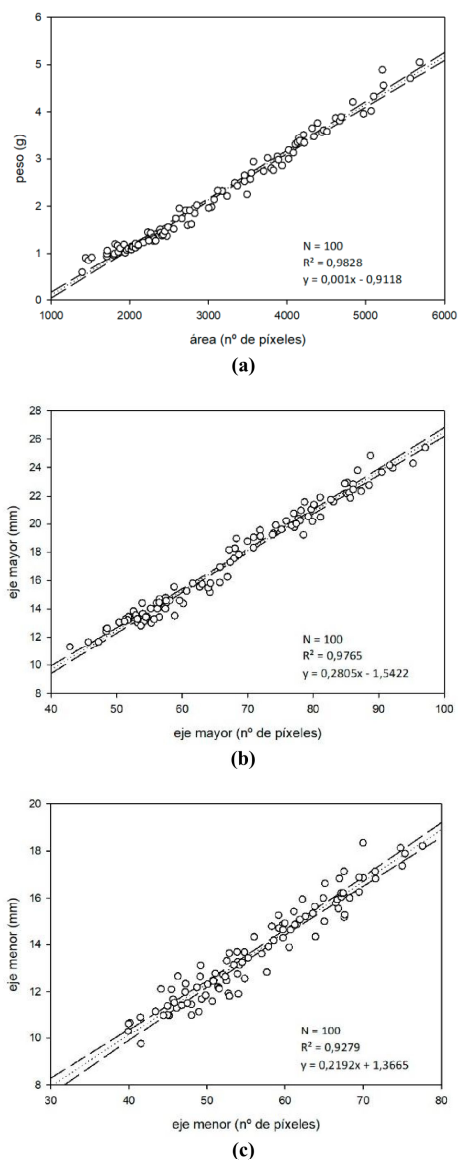 6
5
4
3
2
1
0
peso (g)
N = 100
R² = 0,9828
y = 0,001x - 0,9118
1000 2000 3000 4000 5000 6000
área (nº de píxeles)
(a)
28
26
24
22
20
18
16
14
12
10
eje mayor (mm)
N = 100
R² = 0,9765
y = 0,2805x - 1,5422
40 50 60 70 80 90 100
eje mayor (nº de píxeles)
(b)
20
18
16
14
12
10
8
eje menor (mm)
N = 100
R² = 0,9279
y = 0,2192x + 1,3665
30 40 50 60 70 80
eje menor (nº de píxeles)
(c)